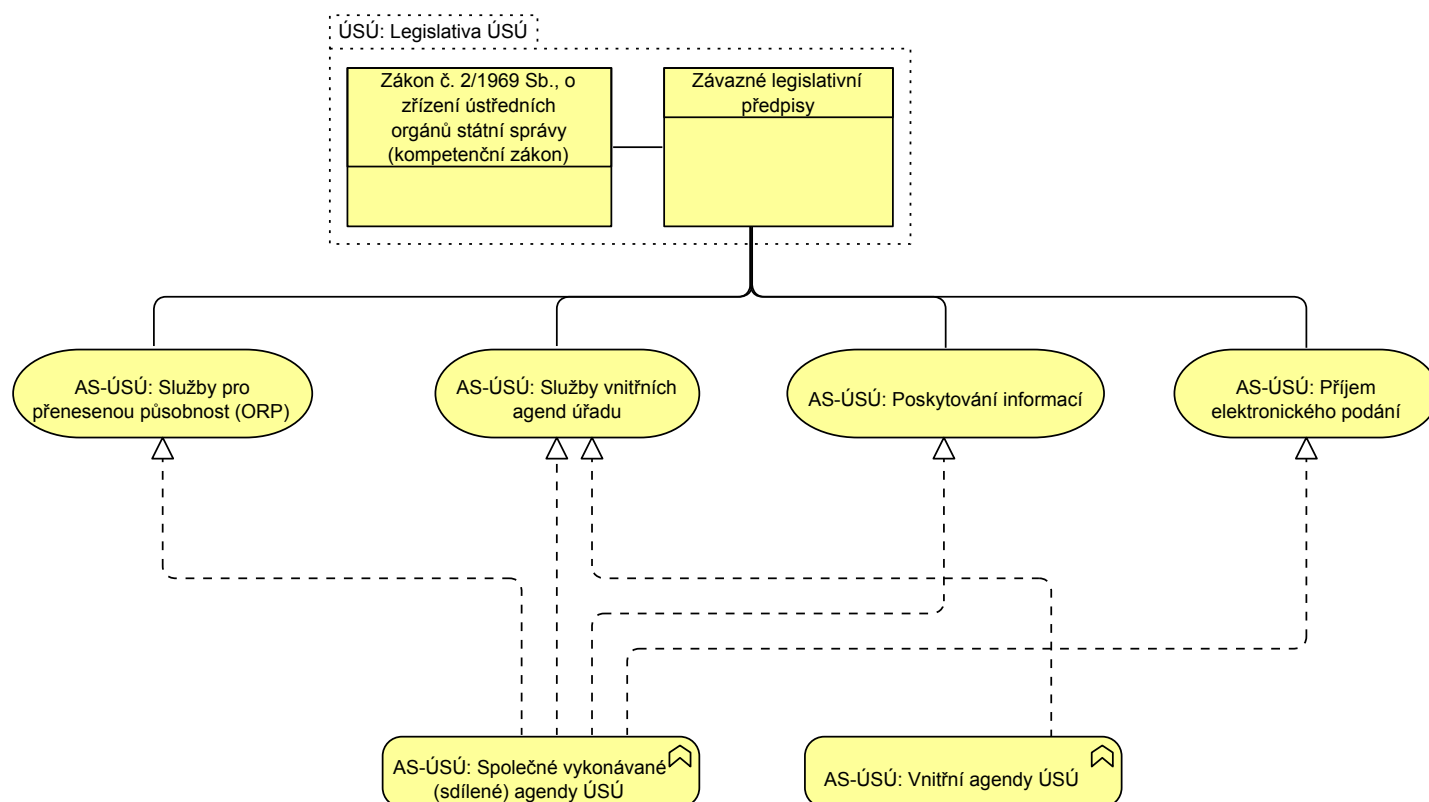 ÚSÚ: Legislativa ÚSÚ
Zákon č. 2/1969 Sb., o
zřízení ústředních
orgánů státní správy
(kompetenční zákon)
Závazné legislativní
předpisy
AS-ÚSÚ: Služby pro
přenesenou působnost (ORP)
AS-ÚSÚ: Služby vnitřních
agend úřadu
AS-ÚSÚ: Poskytování informací
AS-ÚSÚ: Příjem
elektronického podání
AS-ÚSÚ: Společné vykonávané
(sdílené) agendy ÚSÚ
AS-ÚSÚ: Vnitřní agendy ÚSÚ